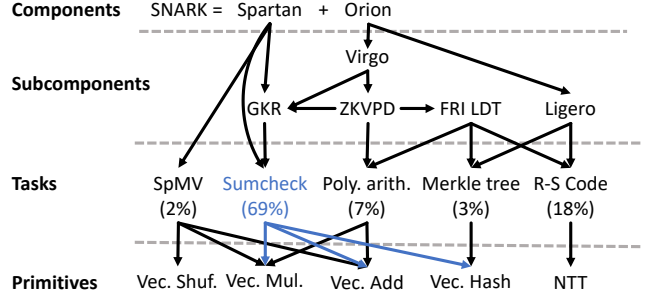 Components SNARK = Spartan + Orion
Virgo
Subcomponents
GKR ZKVPD FRI LDT Ligero
Tasks SpMV Sumcheck Poly. arith. Merkle tree R-S Code
(2%) (69%) (7%) (3%) (18%)
Primitives Vec. Shuf. Vec. Mul. Vec. Add Vec. Hash NTT